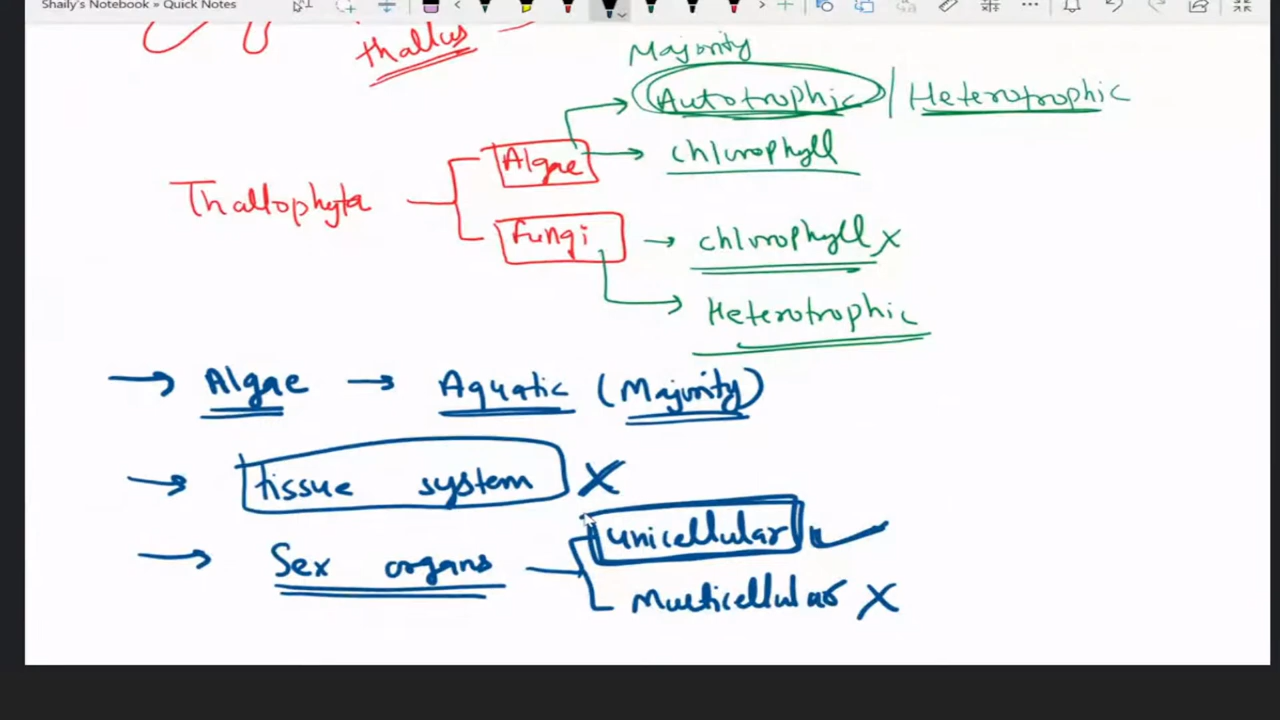 Shaily's Notebook » Quick Notes
thallus
Majority
Autotrophic | Heterotrophic
Algae → chlorophyll
Thallophyta
Fungi → chlorophyll X
Heterotrophic
→ Algae → Aquatic (Majority)
→ tissue system X
unicellular ✓
→ Sex organs
Multicellular X